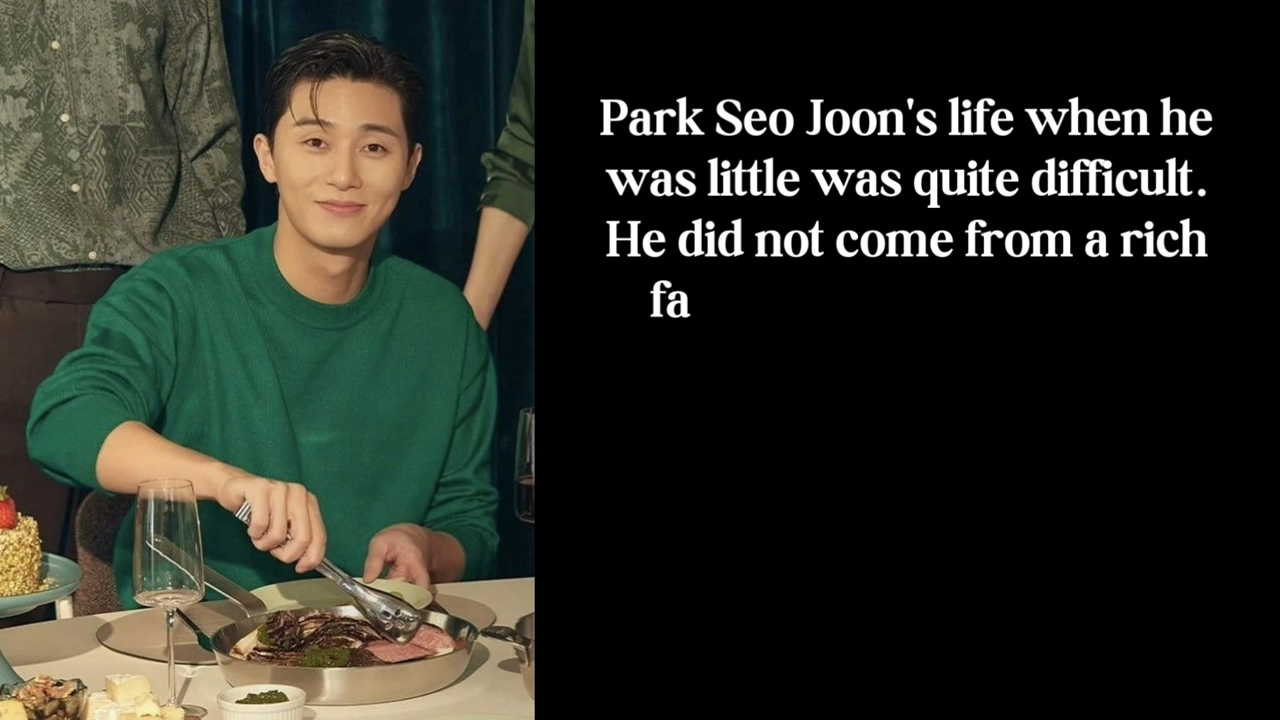 Park Seo Joon's life when he
was little was quite difficult.
He did not come from a rich
fa